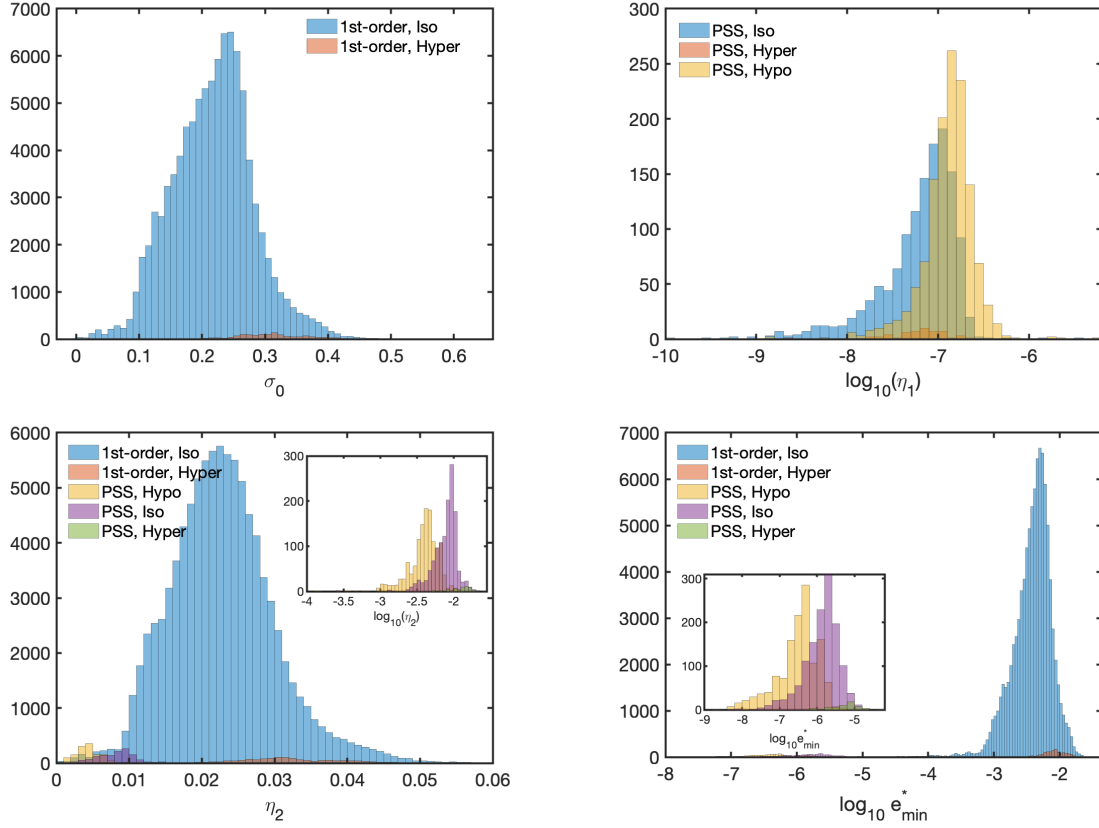 7000
6000
5000
4000
3000
2000
1000
0
0 0.1 0.2 0.3 0.4 0.5 0.6
σ0
1st-order, Iso
1st-order, Hyper
300
250
200
150
100
50
0
-10 -9 -8 -7 -6
log10(η1)
PSS, Iso
PSS, Hyper
PSS, Hypo
6000
5000
4000
3000
2000
1000
0
0 0.01 0.02 0.03 0.04 0.05 0.06
η2
1st-order, Iso
1st-order, Hyper
PSS, Hypo
PSS, Iso
PSS, Hyper
300
200
100
0
-4 -3.5 -3 -2.5 -2
log10(η2)
7000
6000
5000
4000
3000
2000
1000
0
-8 -7 -6 -5 -4 -3 -2
log10 e*min
1st-order, Iso
1st-order, Hyper
PSS, Hypo
PSS, Iso
PSS, Hyper
300
200
100
0
-9 -8 -7 -6 -5
log10e*min